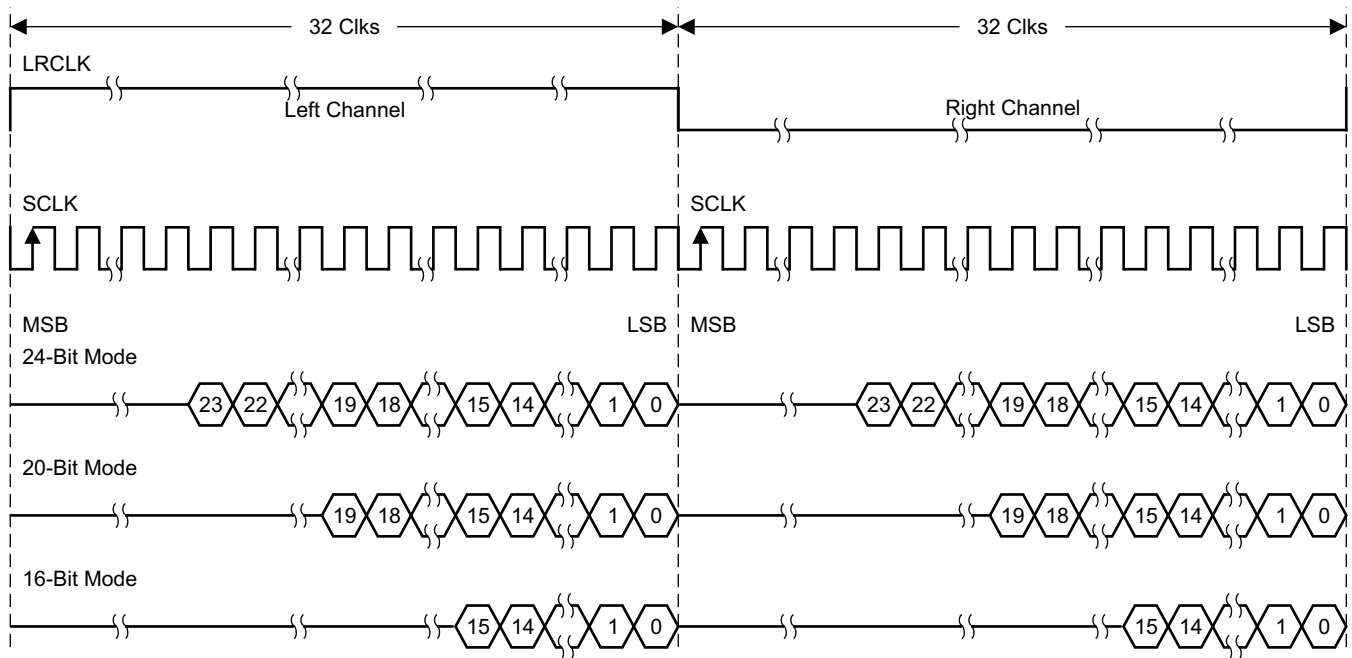 32 Clks 32 Clks
LRCLK
Left Channel Right Channel
SCLK SCLK
MSB LSB MSB LSB
24-Bit Mode
23 22 19 18 15 14 1 0 23 22 19 18 15 14 1 0
20-Bit Mode
19 18 15 14 1 0 19 18 15 14 1 0
16-Bit Mode
15 14 1 0 15 14 1 0